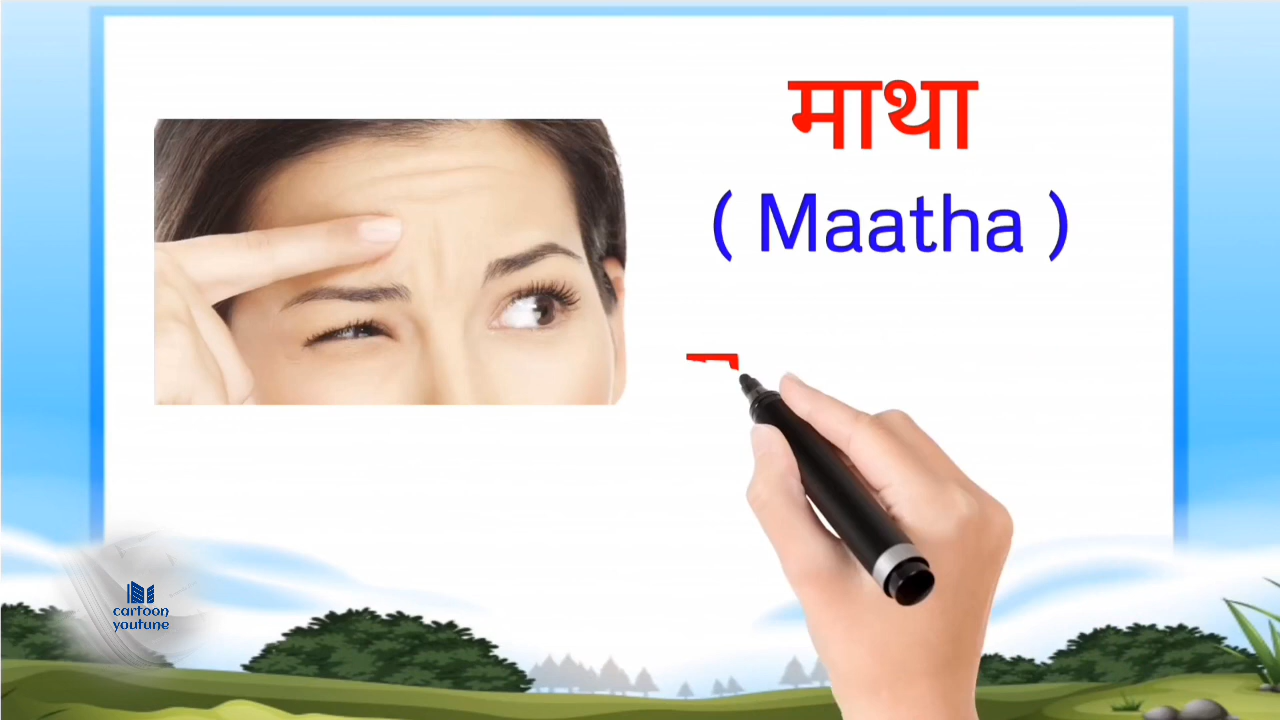 माथा
( Maatha )
cartoon
youtune